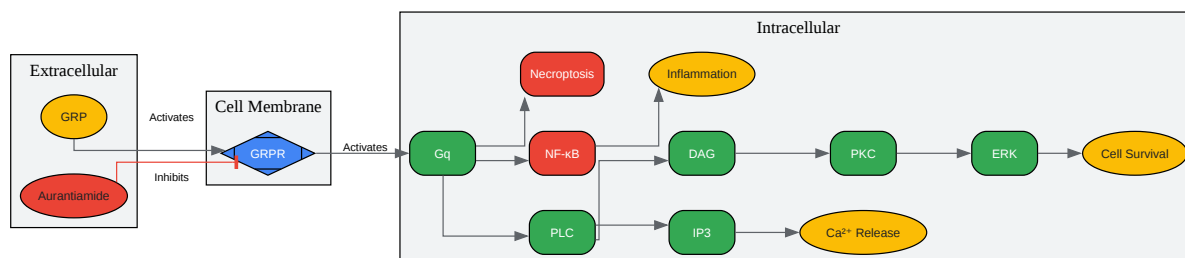 Intracellular
Extracellular
GRP
Aurantiamide
Activates
Inhibits
Cell Membrane
GRPR
Activates
Gq
Necroptosis
Inflammation
NF-κB
DAG
PKC
ERK
Cell Survival
PLC
IP3
Ca²⁺ Release